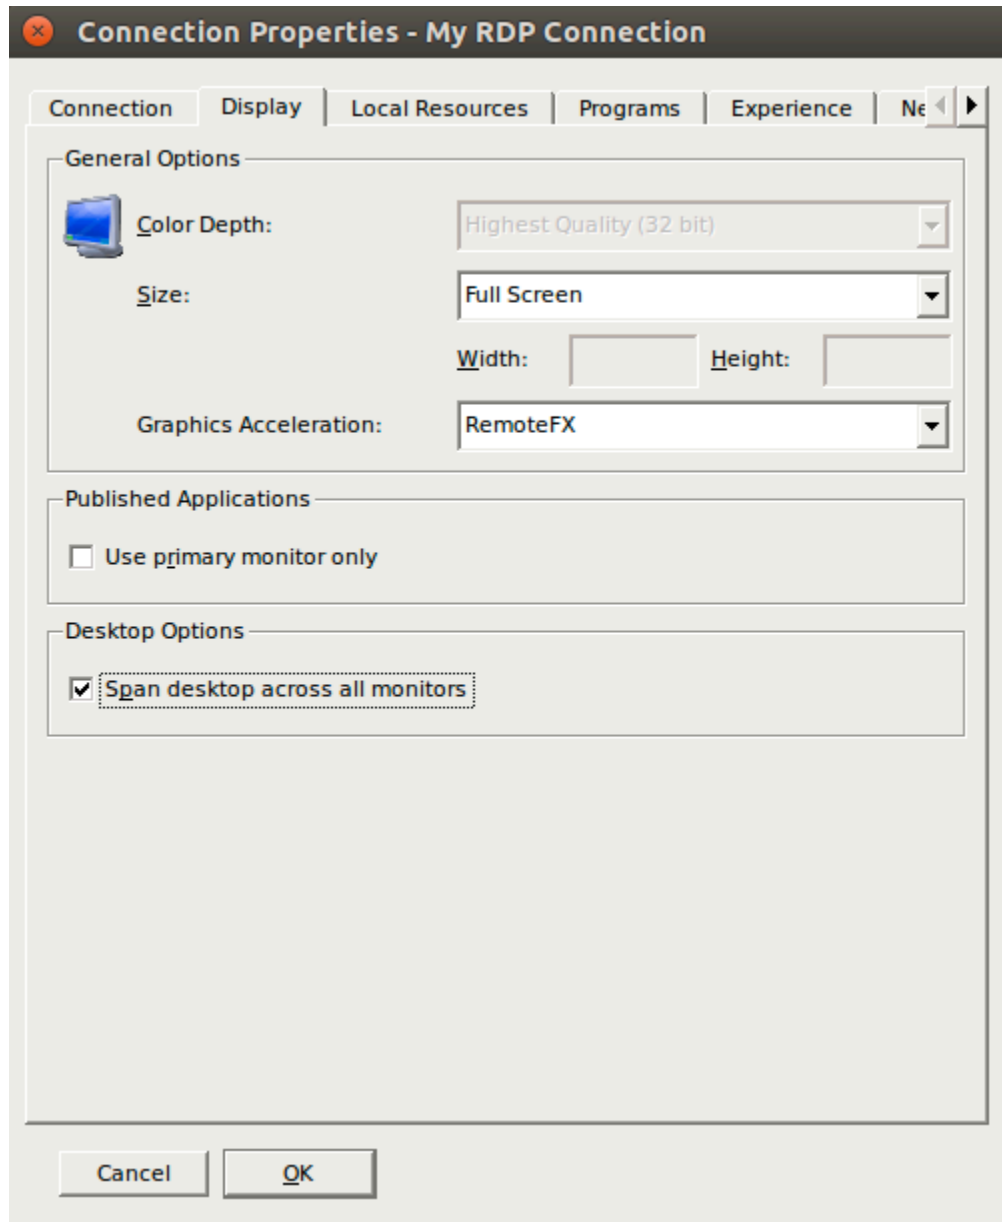 Connection Properties - My RDP Connection
Connection Display Local Resources Programs Experience Ne
General Options
Color Depth: Highest Quality (32 bit)
Size: Full Screen
Width: Height:
Graphics Acceleration: RemoteFX
Published Applications
Use primary monitor only
Desktop Options
Span desktop across all monitors
Cancel OK